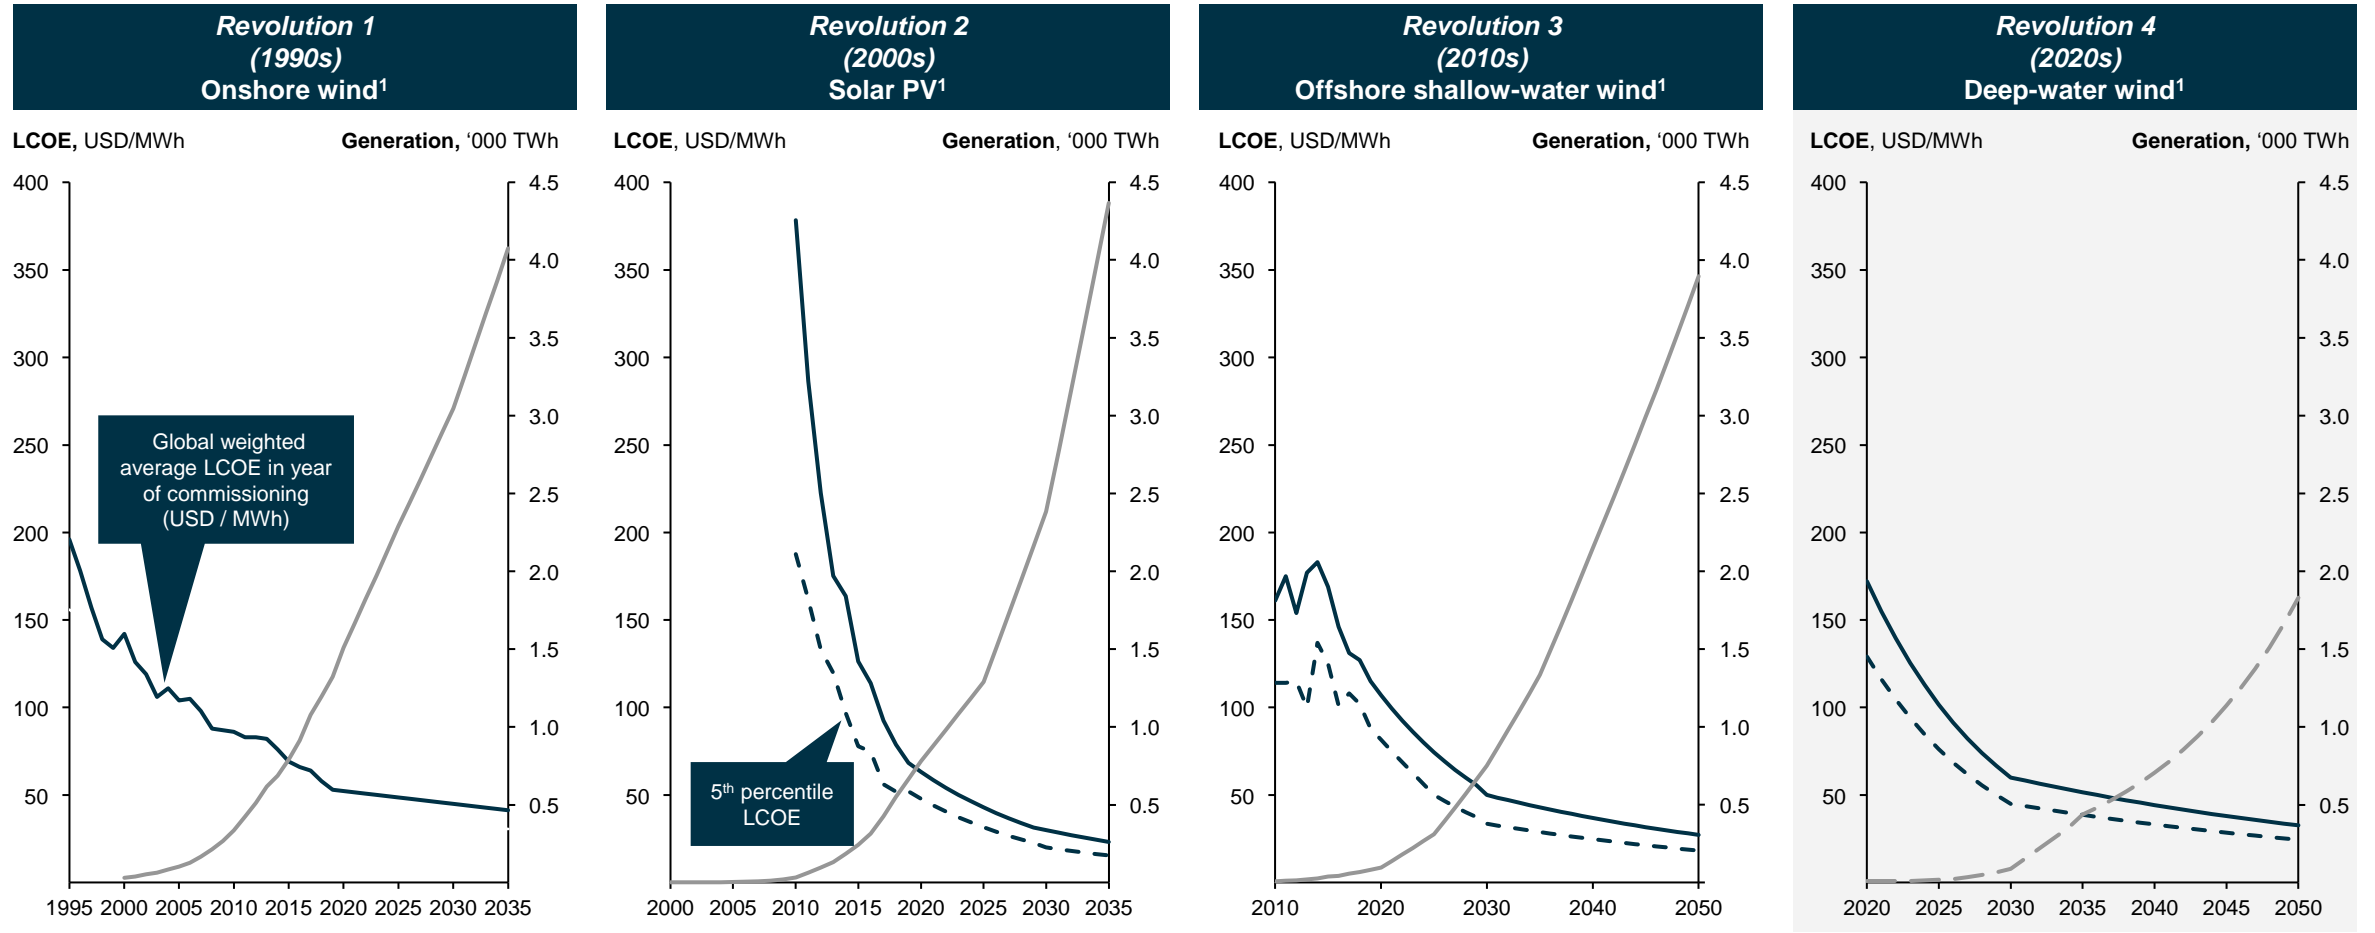 Revolution 1
(1990s)
Onshore wind¹
LCOE, USD/MWh
Generation, ‘000 TWh
400
350
300
250
200
150
100
50
4.5
4.0
3.5
3.0
2.5
2.0
1.5
1.0
0.5
Global weighted
average LCOE in year
of commissioning
(USD / MWh)
1995 2000 2005 2010 2015 2020 2025 2030 2035
Revolution 2
(2000s)
Solar PV¹
LCOE, USD/MWh
Generation, ‘000 TWh
400
350
300
250
200
150
100
50
4.5
4.0
3.5
3.0
2.5
2.0
1.5
1.0
0.5
5th percentile
LCOE
2000 2005 2010 2015 2020 2025 2030 2035
Revolution 3
(2010s)
Offshore shallow-water wind¹
LCOE, USD/MWh
Generation, ‘000 TWh
400
350
300
250
200
150
100
50
4.5
4.0
3.5
3.0
2.5
2.0
1.5
1.0
0.5
2010 2020 2030 2040 2050
Revolution 4
(2020s)
Deep-water wind¹
LCOE, USD/MWh
Generation, ‘000 TWh
400
350
300
250
200
150
100
50
4.5
4.0
3.5
3.0
2.5
2.0
1.5
1.0
0.5
2020 2025 2030 2035 2040 2045 2050